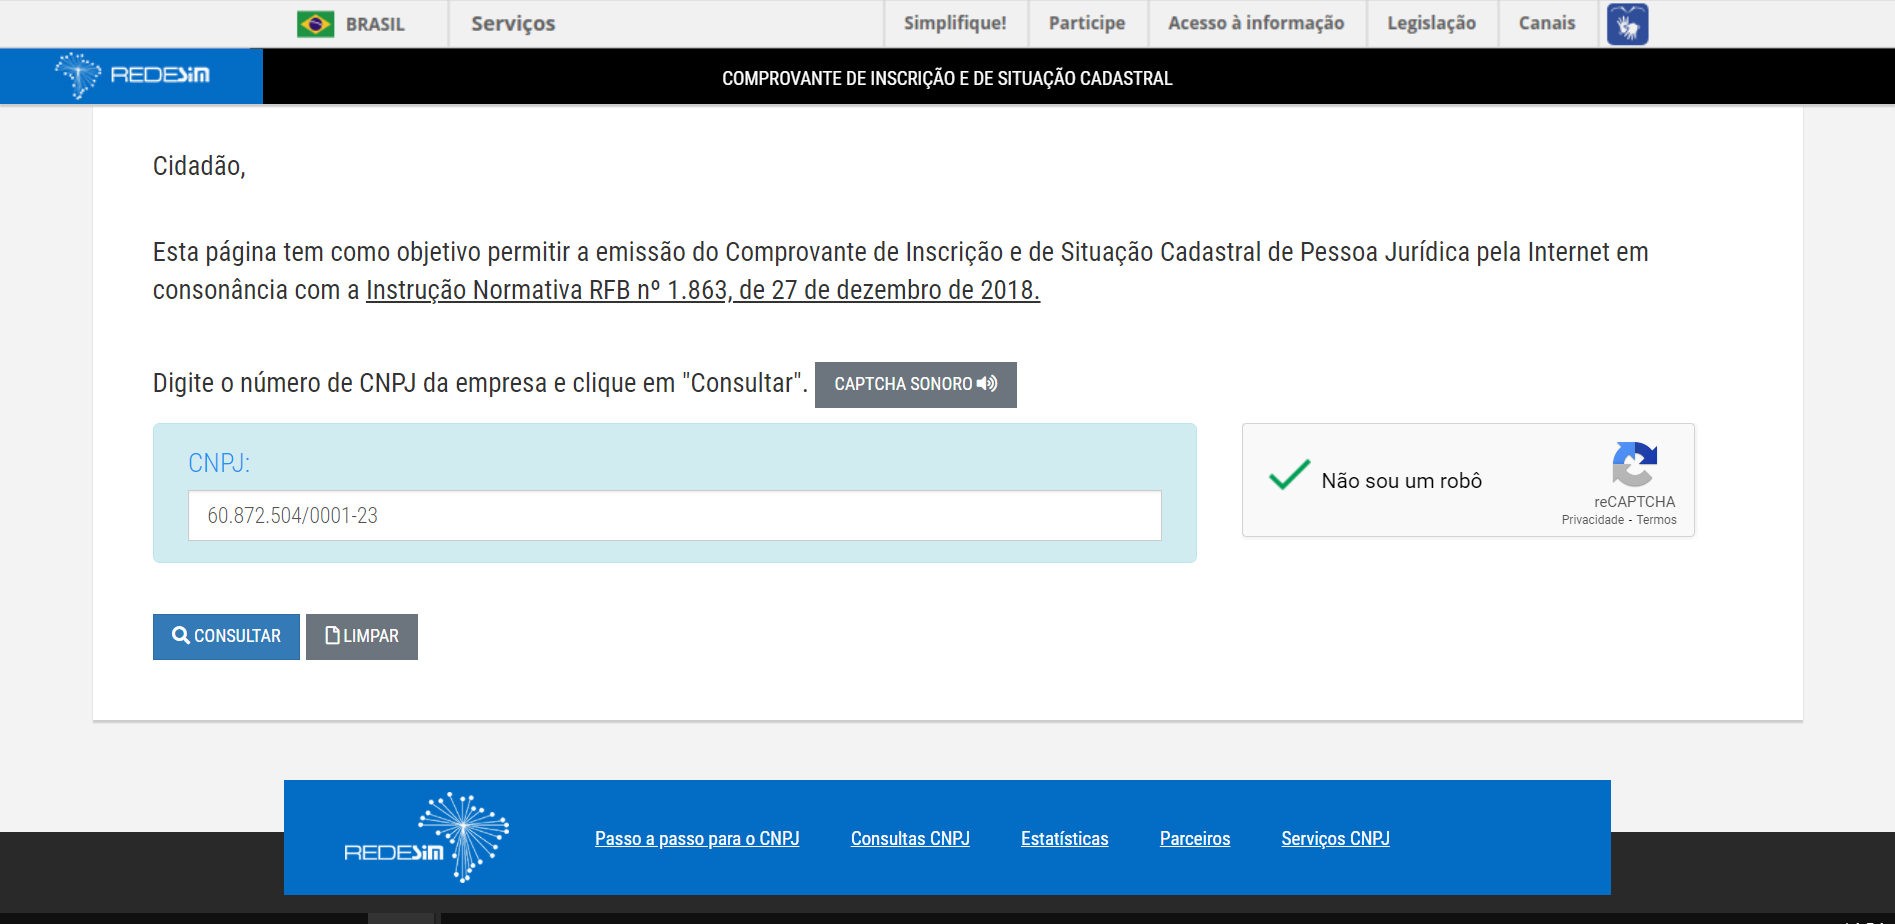 BRASIL
Serviços
Simplifique!
Participe
Acesso à informação
Legislação
Canais
REDESIM
COMPROVANTE DE INSCRIÇÃO E DE SITUAÇÃO CADASTRAL
Cidadão,
Esta página tem como objetivo permitir a emissão do Comprovante de Inscrição e de Situação Cadastral de Pessoa Jurídica pela Internet em
consonância com a Instrução Normativa RFB nº 1.863, de 27 de dezembro de 2018.
Digite o número de CNPJ da empresa e clique em "Consultar".
CAPTCHA SONORO
CNPJ:
60.872.504/0001-23
Não sou um robô
reCAPTCHA
Privacidade - Termos
CONSULTAR
LIMPAR
REDESIM
Passo a passo para o CNPJ
Consultas CNPJ
Estatísticas
Parceiros
Serviços CNPJ